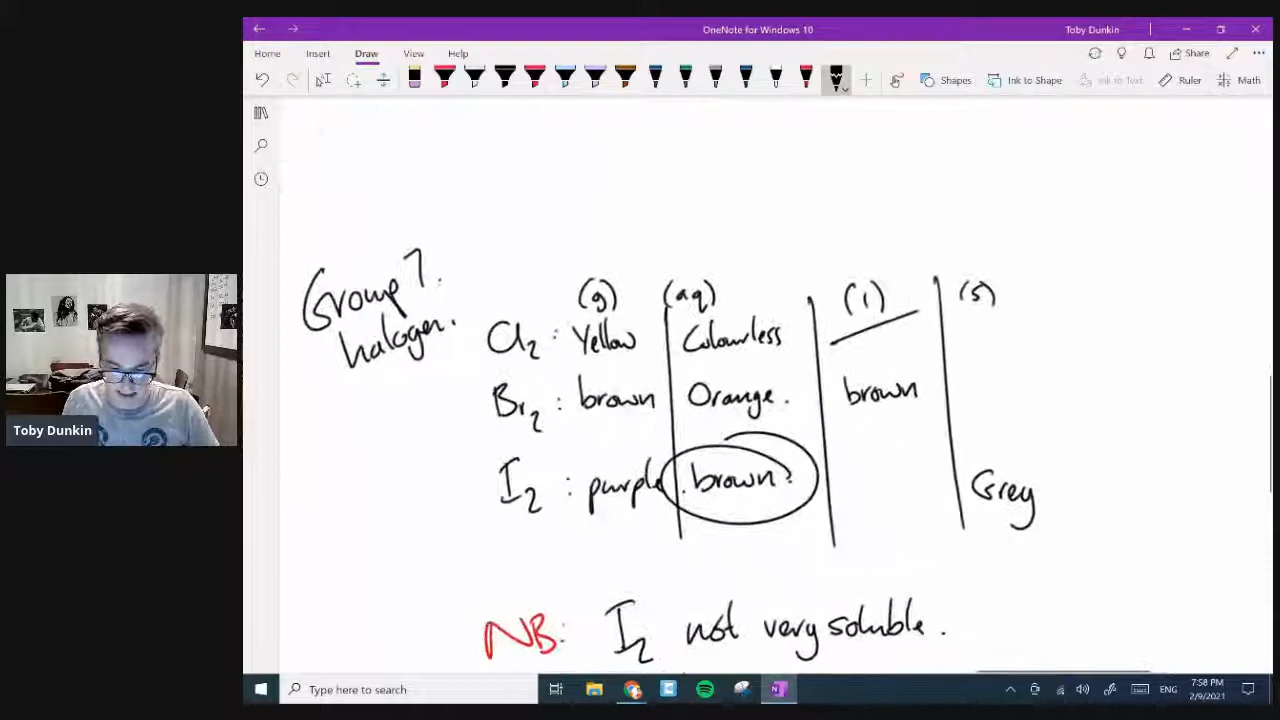 OneNote for Windows 10
Toby Dunkin
Home Insert Draw View Help
Share
Shapes Ink to Shape Ink to Text Ruler Math
Group 7.
halogen.
(g) (aq) (l) (s)
Cl2 : Yellow Colourless
Br2 : brown Orange. brown
I2 : purple. brown? Grey
NB: I2 not very soluble.
Toby Dunkin
Type here to search
ENG
7:58 PM
2/9/2021